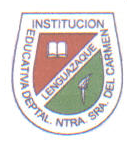 INSTITUCION
EDUCATIVA DEPTAL. NTRA. SRA. DEL CARMEN
LENGUAZAQUE